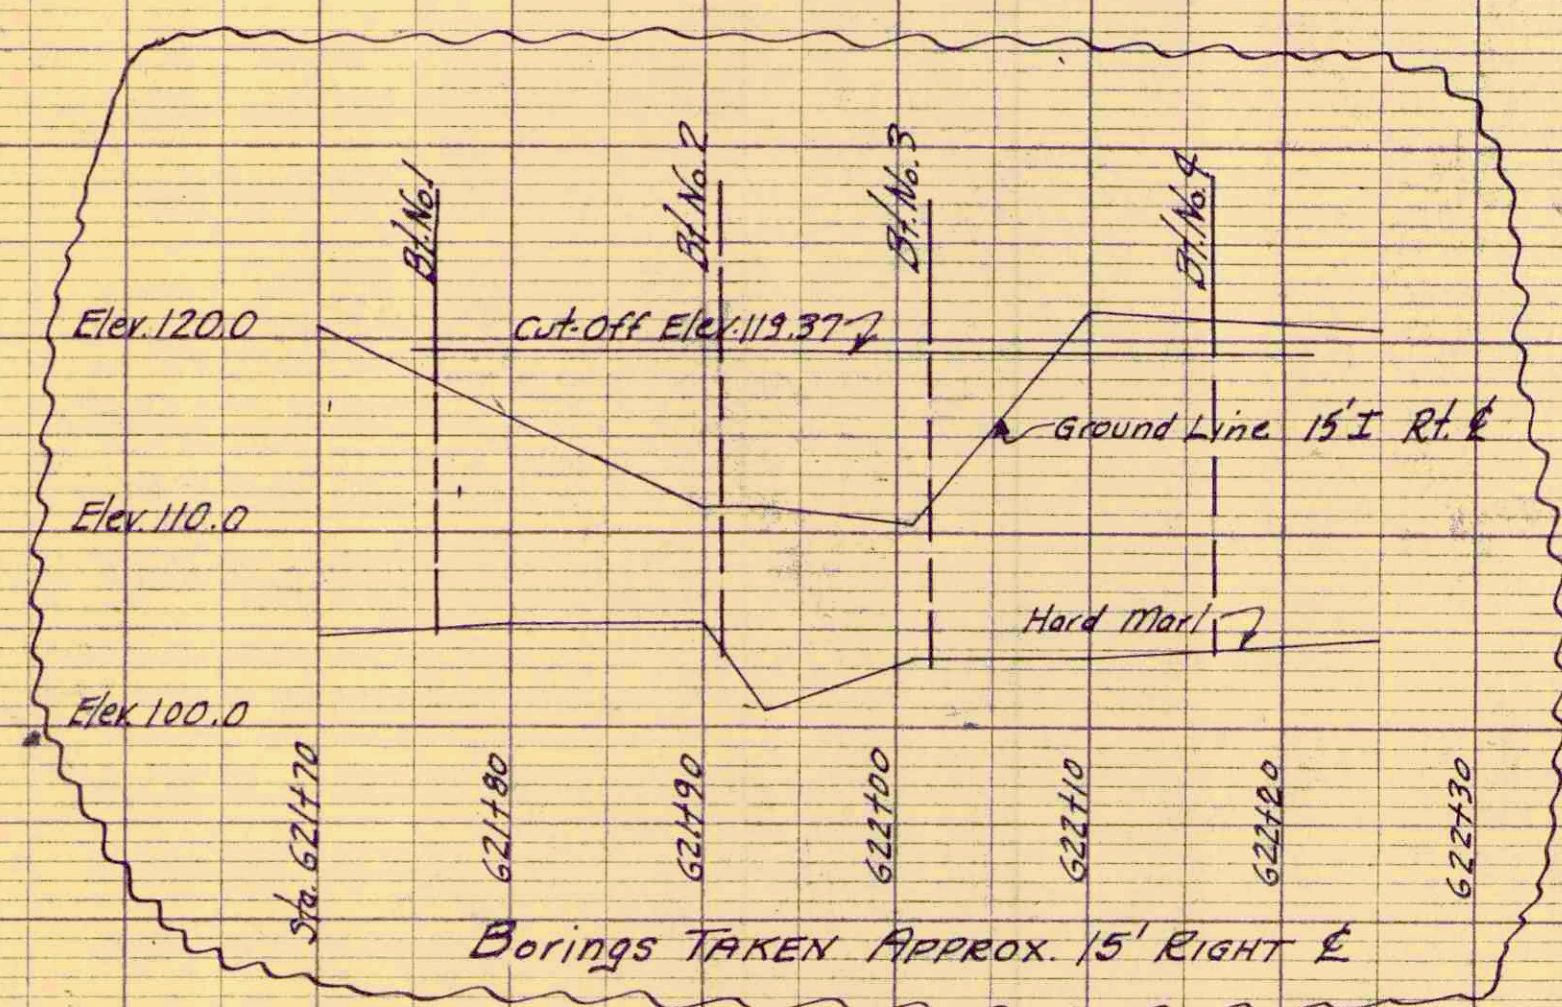 Bt. No. 1
Bt. No. 2
Bt. No. 3
Bt. No. 4
Elev. 120.0
Cut-Off Elev. 119.37
Ground Line 15' I Rt. ℄
Elev. 110.0
Hard Marl
Elev. 100.0
Sta. 621+70
621+80
621+90
622+00
622+10
622+20
622+30
Borings TAKEN APPROX. 15' RIGHT ℄